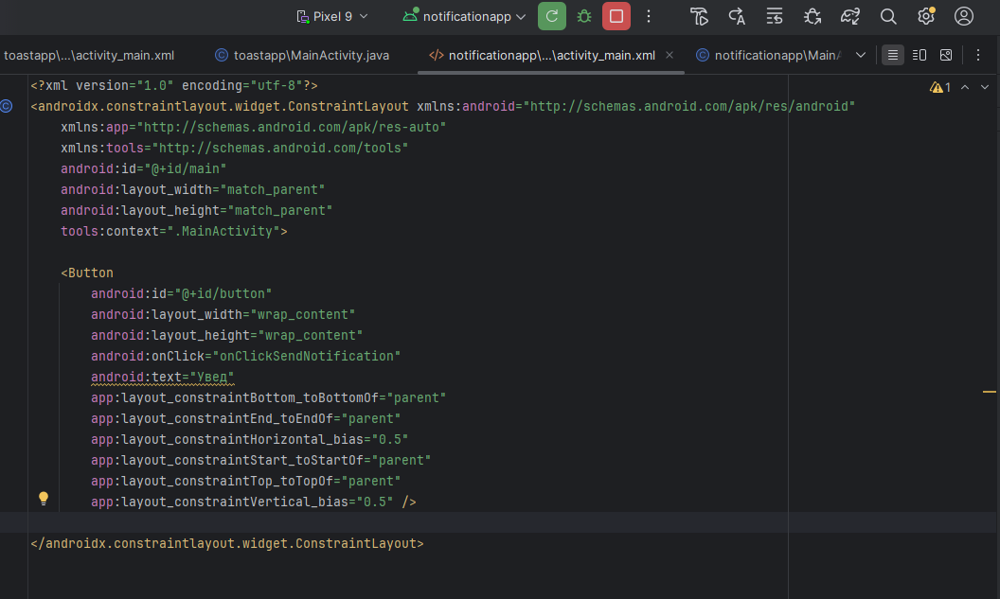 Pixel 9 notificationapp
toastapp\...\activity_main.xml toastapp\MainActivity.java notificationapp\...\activity_main.xml notificationapp\Main
<?xml version="1.0" encoding="utf-8"?> 1
<androidx.constraintlayout.widget.ConstraintLayout xmlns:android="http://schemas.android.com/apk/res/android"
xmlns:app="http://schemas.android.com/apk/res-auto"
xmlns:tools="http://schemas.android.com/tools"
android:id="@+id/main"
android:layout_width="match_parent"
android:layout_height="match_parent"
tools:context=".MainActivity">
<Button
android:id="@+id/button"
android:layout_width="wrap_content"
android:layout_height="wrap_content"
android:onClick="onClickSendNotification"
android:text="Увед"
app:layout_constraintBottom_toBottomOf="parent"
app:layout_constraintEnd_toEndOf="parent"
app:layout_constraintHorizontal_bias="0.5"
app:layout_constraintStart_toStartOf="parent"
app:layout_constraintTop_toTopOf="parent"
app:layout_constraintVertical_bias="0.5" />
</androidx.constraintlayout.widget.ConstraintLayout>